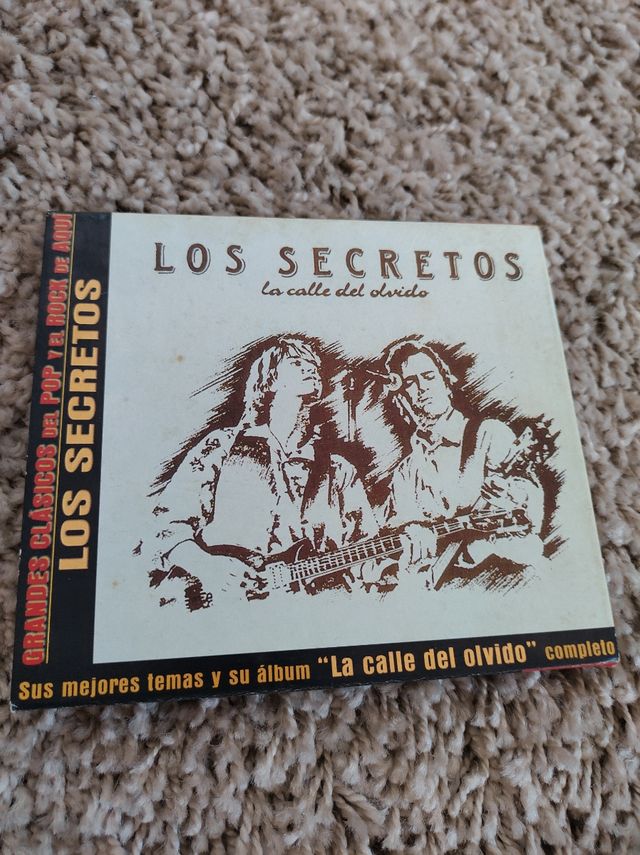 LOS SECRETOS
la calle del olvido
GRANDES CLÁSICOS DEL POP Y EL ROCK DE AQUÍ
LOS SECRETOS
Sus mejores temas y su álbum "La calle del olvido" completo